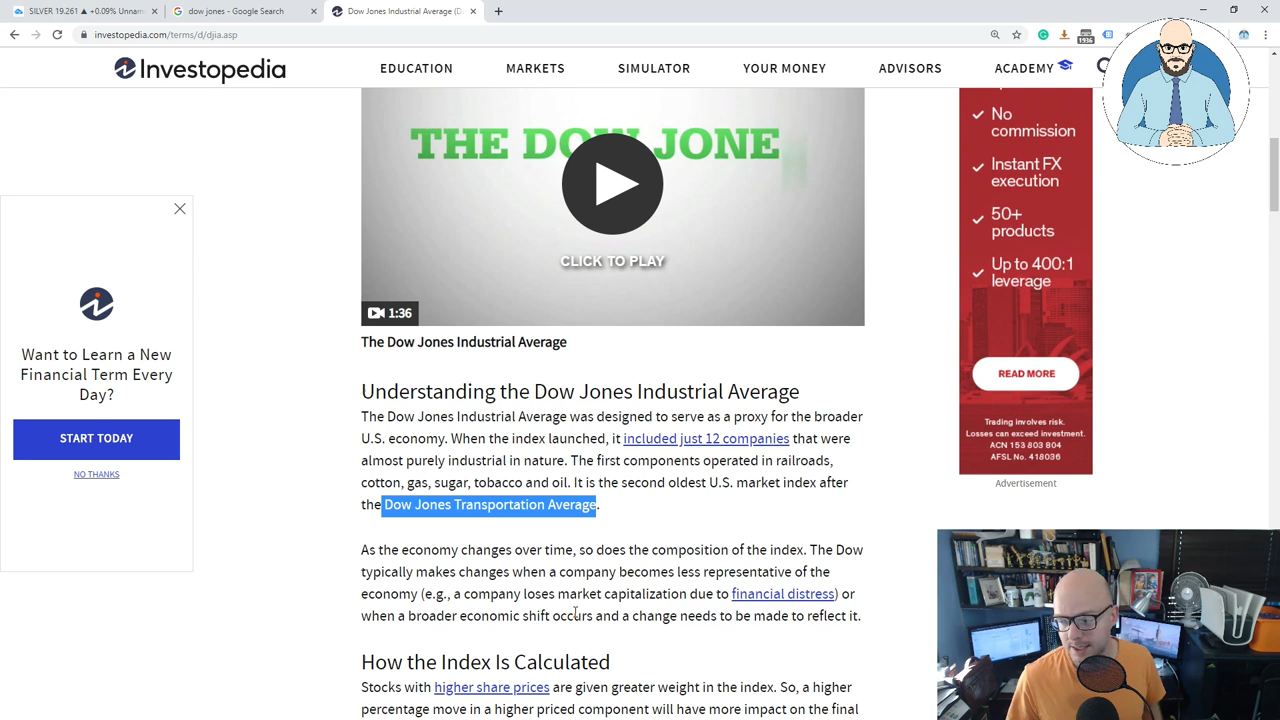 SILVER 19.261 ▲ +0.09% Unnam
dow jones - Google Search
Dow Jones Industrial Average (D
investopedia.com/terms/d/djia.asp
1936
Investopedia
EDUCATION
MARKETS
SIMULATOR
YOUR MONEY
ADVISORS
ACADEMY
THE DOW JONE
CLICK TO PLAY
1:36
The Dow Jones Industrial Average
Understanding the Dow Jones Industrial Average
The Dow Jones Industrial Average was designed to serve as a proxy for the broader
U.S. economy. When the index launched, it included just 12 companies that were
almost purely industrial in nature. The first components operated in railroads,
cotton, gas, sugar, tobacco and oil. It is the second oldest U.S. market index after
the Dow Jones Transportation Average.
As the economy changes over time, so does the composition of the index. The Dow
typically makes changes when a company becomes less representative of the
economy (e.g., a company loses market capitalization due to financial distress) or
when a broader economic shift occurs and a change needs to be made to reflect it.
How the Index Is Calculated
Stocks with higher share prices are given greater weight in the index. So, a higher
percentage move in a higher priced component will have more impact on the final
Want to Learn a New
Financial Term Every
Day?
START TODAY
NO THANKS
No
commission
Instant FX
execution
50+
products
Up to 400:1
leverage
READ MORE
Trading involves risk.
Losses can exceed investment.
ACN 153 803 804
AFSL No. 418036
Advertisement